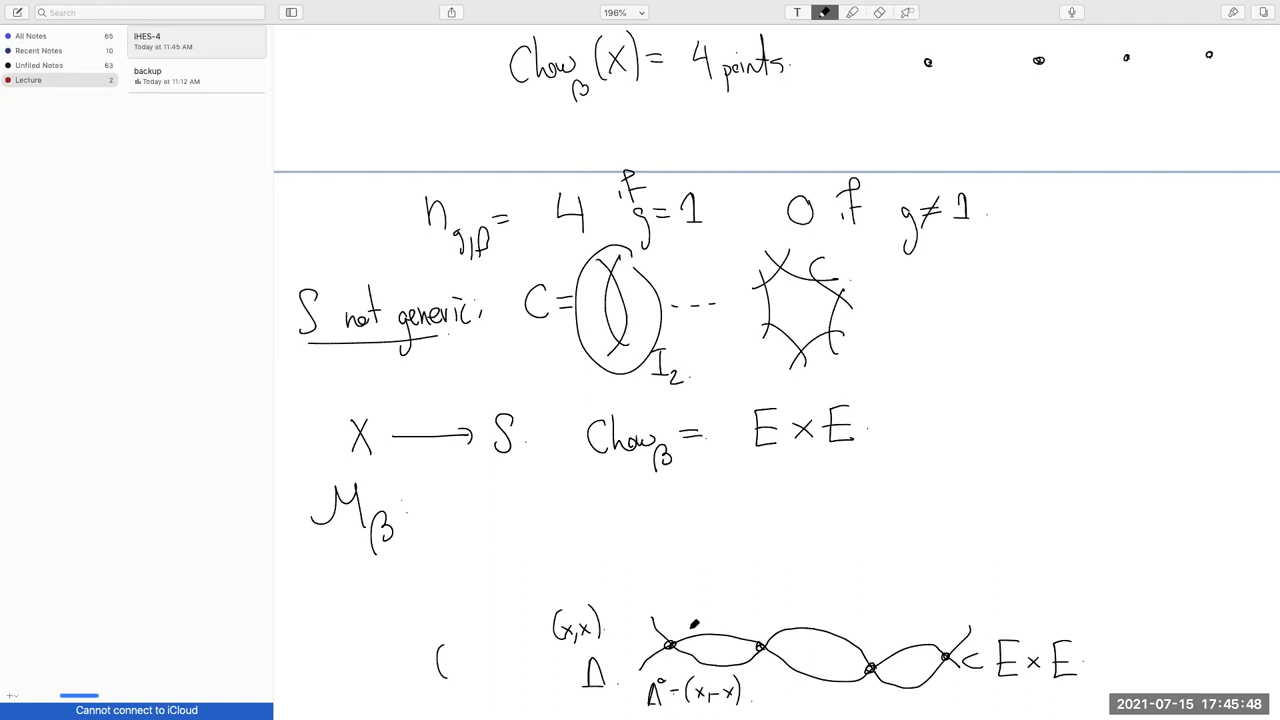 Search
196%
T
All Notes 65
Recent Notes 10
Unfiled Notes 63
Lecture 2
IHES-4
Today at 11:45 AM
backup
Today at 11:12 AM
Chow_β(X) = 4 points.
n_{g,β} = 4 if g = 1 0 if g ≠ 1.
S not generic. C = I_2 - - - C
X → S. Chow_β = E × E.
M_β
(x,x)
( Δ. ⊂ E × E.
(x,-x).
Cannot connect to iCloud
2021-07-15 17:45:48